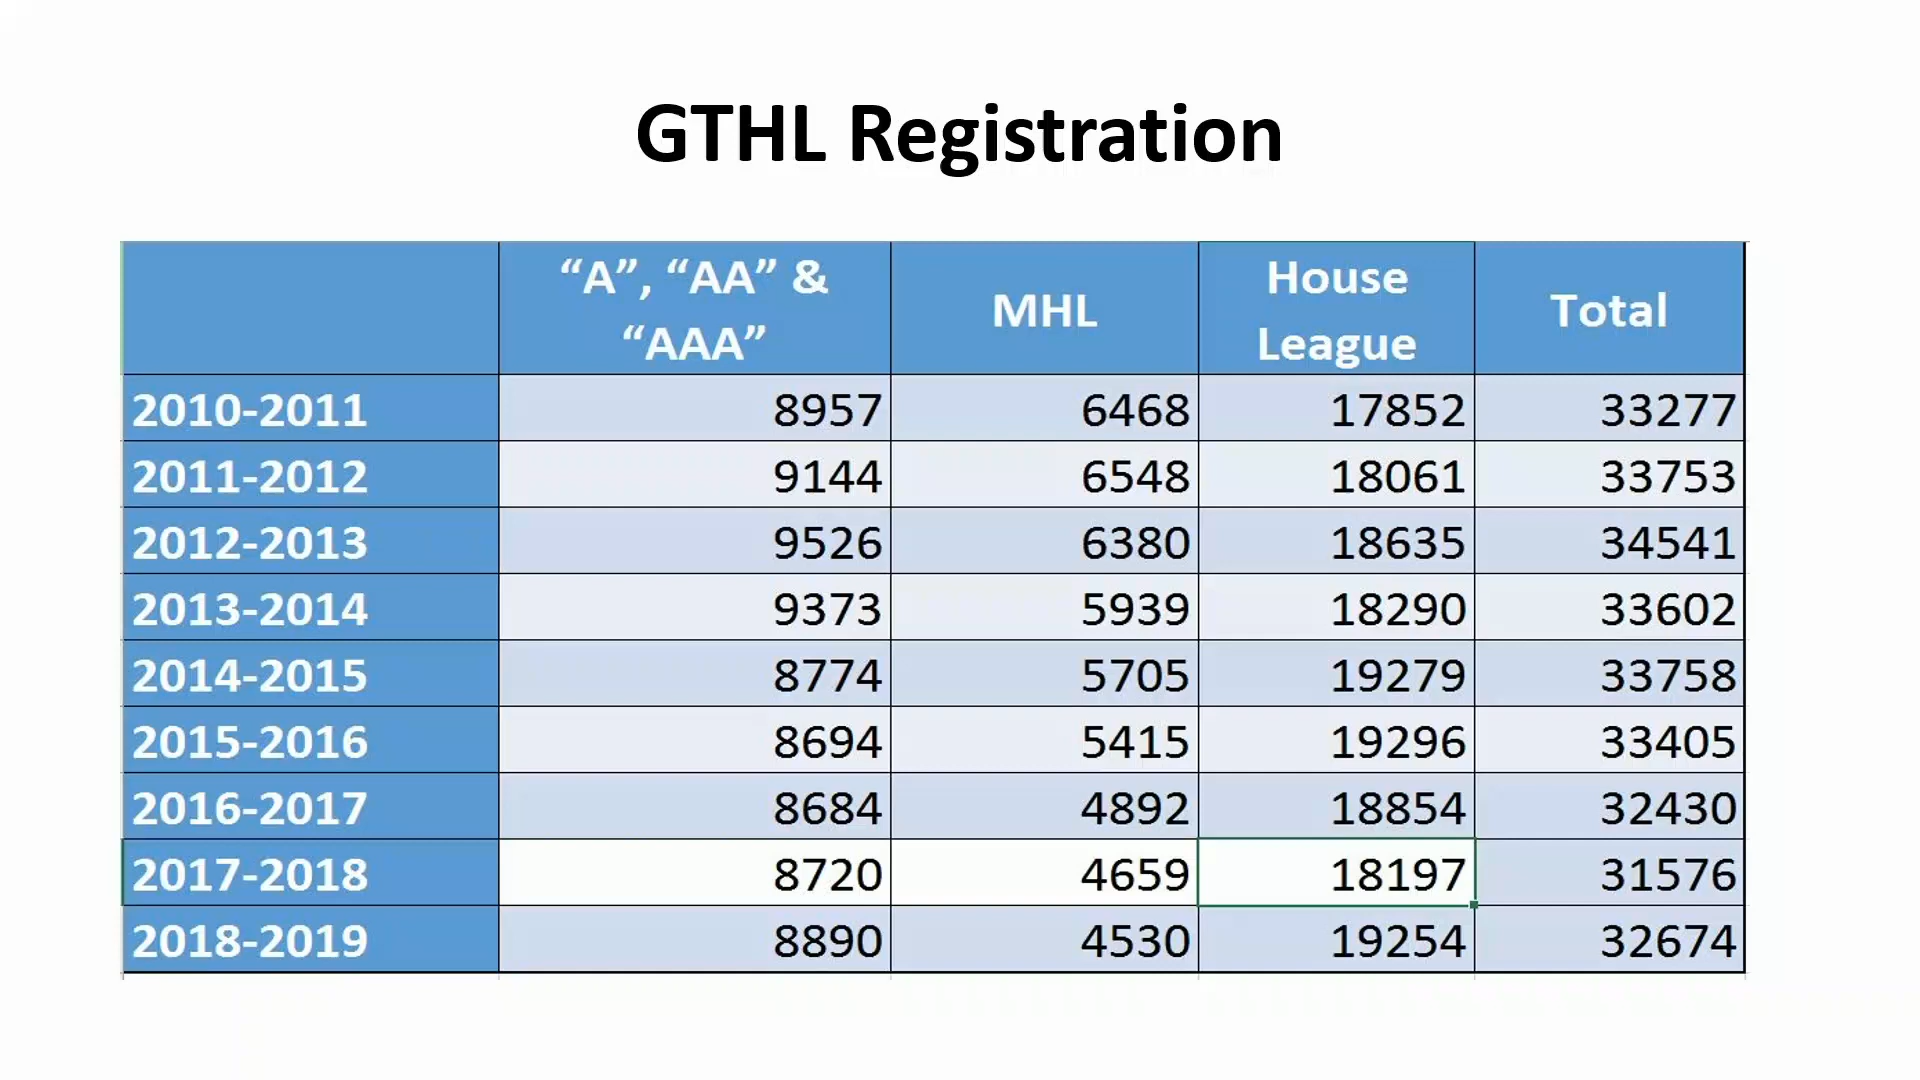 GTHL Registration
“A”, “AA” & “AAA” MHL House League Total
2010-2011 8957 6468 17852 33277
2011-2012 9144 6548 18061 33753
2012-2013 9526 6380 18635 34541
2013-2014 9373 5939 18290 33602
2014-2015 8774 5705 19279 33758
2015-2016 8694 5415 19296 33405
2016-2017 8684 4892 18854 32430
2017-2018 8720 4659 18197 31576
2018-2019 8890 4530 19254 32674